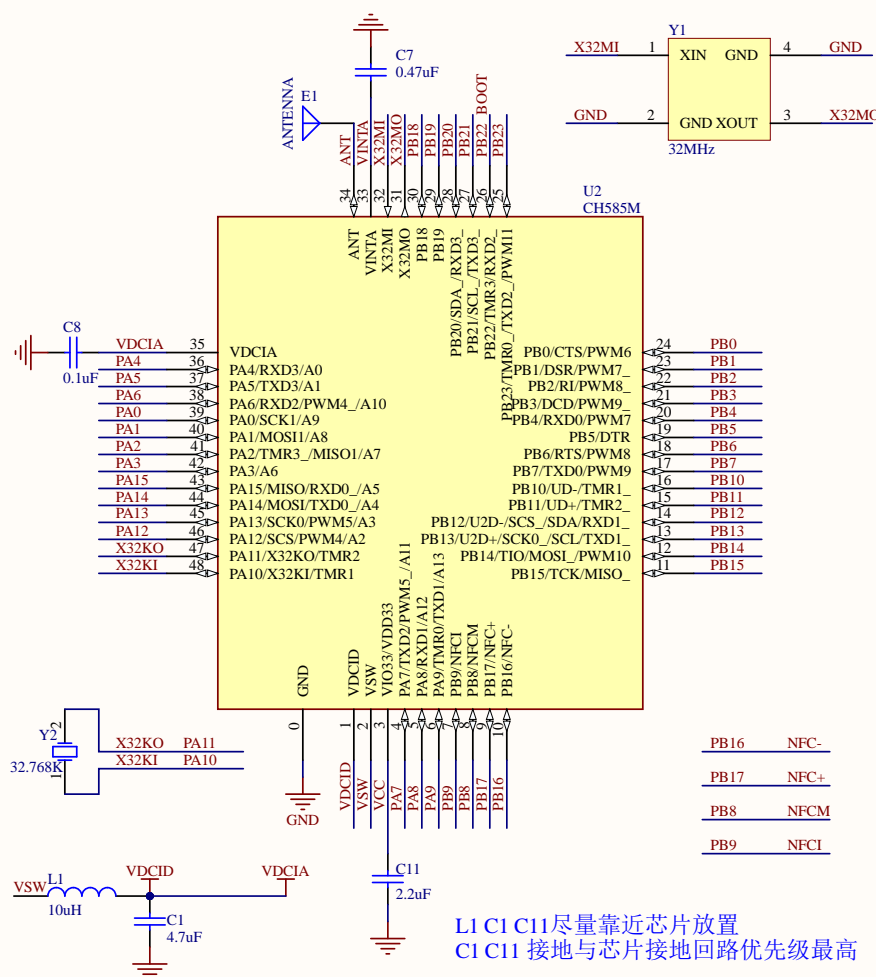 C7
0.47uF
ANTENNA
E1
ANT
VINTA
X32MI
X32MO
PB18
PB19
PB20
PB21
PB22 BOOT
PB23
34
33
32
31
30
29
28
27
26
25
Y1
X32MI 1 XIN GND 4 GND
GND 2 GND XOUT 3 X32MO
32MHz
U2
CH585M
ANT
VINTA
X32MI
X32MO
PB18
PB19
PB20/SDA_/RXD3_
PB21/SCL_/TXD3_
PB22/TMR3/RXD2_
PB23/TMR0_/TXD2_/PWM11
C8
0.1uF
VDCIA 35 VDCIA
PA4 36 PA4/RXD3/A0
PA5 37 PA5/TXD3/A1
PA6 38 PA6/RXD2/PWM4_/A10
PA0 39 PA0/SCK1/A9
PA1 40 PA1/MOSI1/A8
PA2 41 PA2/TMR3_/MISO1/A7
PA3 42 PA3/A6
PA15 43 PA15/MISO/RXD0_/A5
PA14 44 PA14/MOSI/TXD0_/A4
PA13 45 PA13/SCK0/PWM5/A3
PA12 46 PA12/SCS/PWM4/A2
X32KO 47 PA11/X32KO/TMR2
X32KI 48 PA10/X32KI/TMR1
PB0/CTS/PWM6 24 PB0
PB1/DSR/PWM7_ 23 PB1
PB2/RI/PWM8_ 22 PB2
PB3/DCD/PWM9_ 21 PB3
PB4/RXD0/PWM7 20 PB4
PB5/DTR 19 PB5
PB6/RTS/PWM8 18 PB6
PB7/TXD0/PWM9 17 PB7
PB10/UD-/TMR1_ 16 PB10
PB11/UD+/TMR2_ 15 PB11
PB12/U2D-/SCS_/SDA/RXD1_ 14 PB12
PB13/U2D+/SCK0_/SCL/TXD1_ 13 PB13
PB14/TIO/MOSI_/PWM10 12 PB14
PB15/TCK/MISO_ 11 PB15
GND
VDCID
VSW
VIO33/VDD33
PA7/TXD2/PWM5_/A11
PA8/RXD1/A12
PA9/TMR0/TXD1/A13
PB9/NFCI
PB8/NFCM
PB17/NFC+
PB16/NFC-
0
1
2
3
4
5
6
7
8
9
10
GND
VDCID
VSW
VCC
PA7
PA8
PA9
PB9
PB8
PB17
PB16
Y2
2
1
32.768K
X32KO PA11
X32KI PA10
PB16 NFC-
PB17 NFC+
PB8 NFCM
PB9 NFCI
C11
2.2uF
VSW
L1
10uH
VDCID
VDCIA
C1
4.7uF
L1 C1 C11尽量靠近芯片放置
C1 C11 接地与芯片接地回路优先级最高